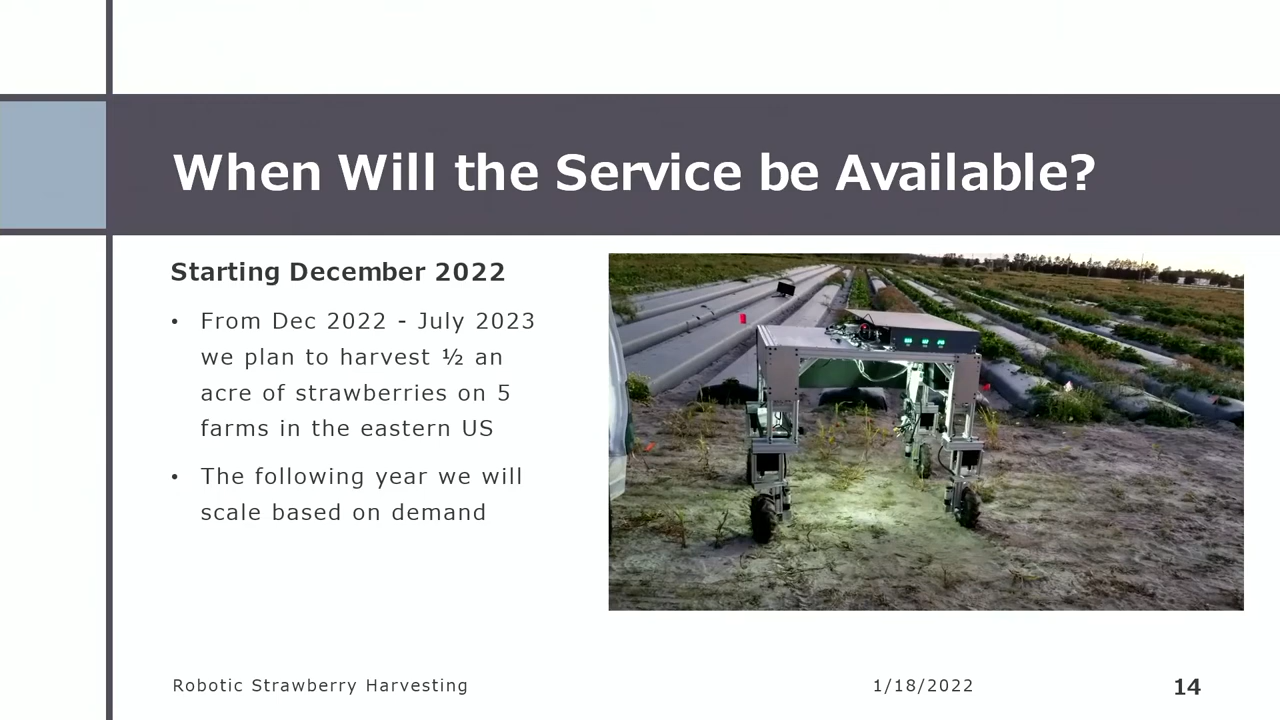 When Will the Service be Available?
Starting December 2022
• From Dec 2022 - July 2023
we plan to harvest ½ an
acre of strawberries on 5
farms in the eastern US
• The following year we will
scale based on demand
Robotic Strawberry Harvesting
1/18/2022
14